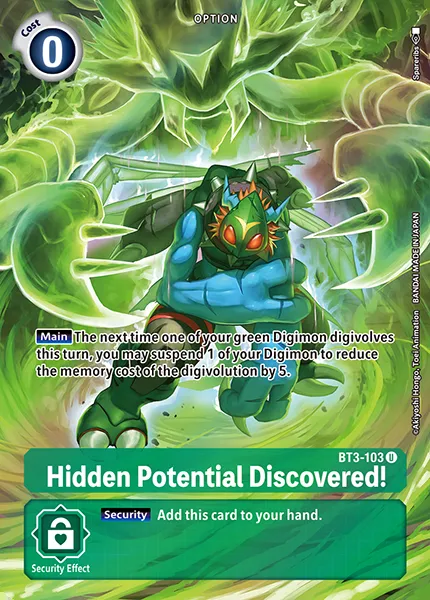 OPTION
Cost
0
Spareribs
Main The next time one of your green Digimon digivolves
this turn, you may suspend 1 of your Digimon to reduce
the memory cost of the digivolution by 5.
©Akiyoshi Hongo, Toei Animation BANDAI MADE IN JAPAN
BT3-103 U
Hidden Potential Discovered!
Security Add this card to your hand.
Security Effect